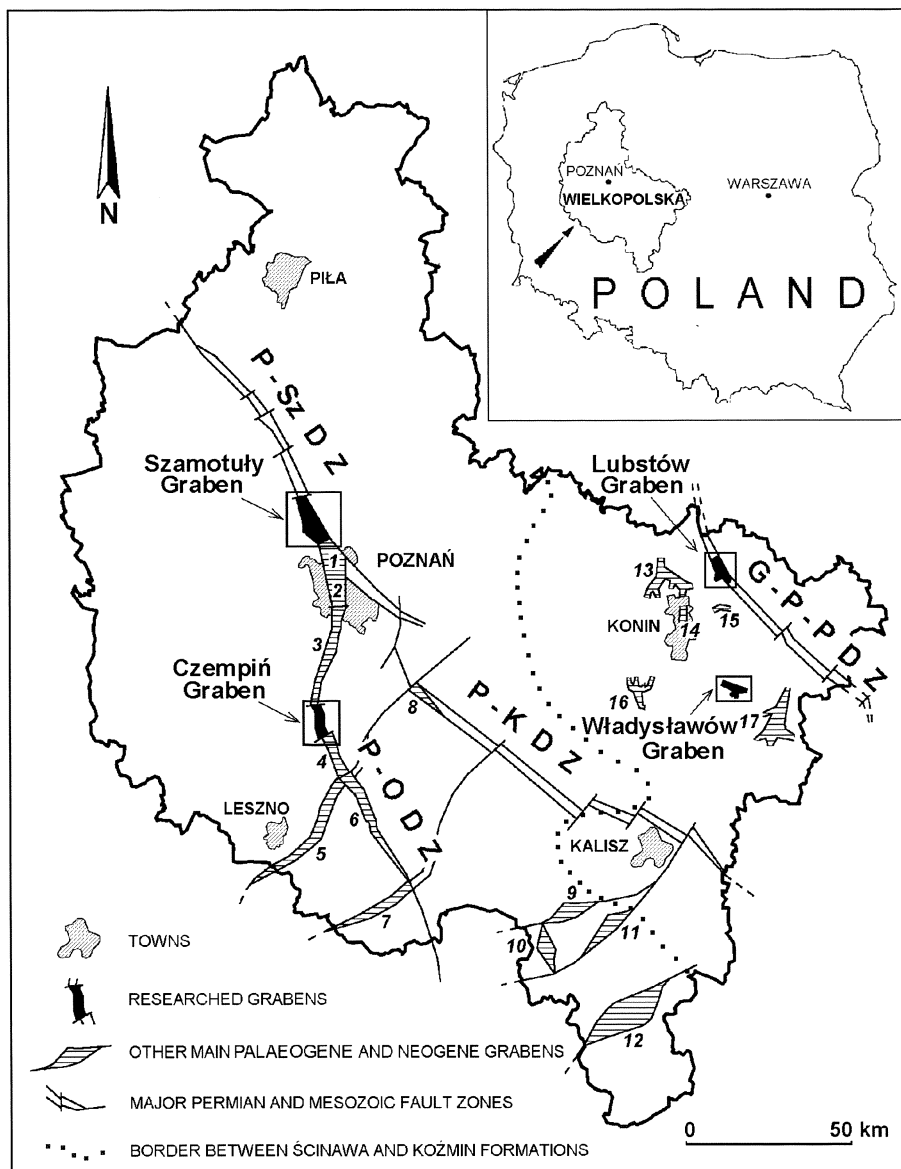 N
POZNAŃ
WIELKOPOLSKA
WARSZAWA
POLAND
PIŁA
P-Sz D Z
Szamotuły
Graben
Lubstów
Graben
1
POZNAŃ
2
3
13
G-P-PDZ
KONIN
14
15
Czempiń
Graben
8
P-KDZ
16
Władysławów
Graben
17
4
P-ODZ
LESZNO
6
5
KALISZ
7
9
10
11
12
TOWNS
RESEARCHED GRABENS
OTHER MAIN PALAEOGENE AND NEOGENE GRABENS
MAJOR PERMIAN AND MESOZOIC FAULT ZONES
BORDER BETWEEN ŚCINAWA AND KOŹMIN FORMATIONS
0 50 km